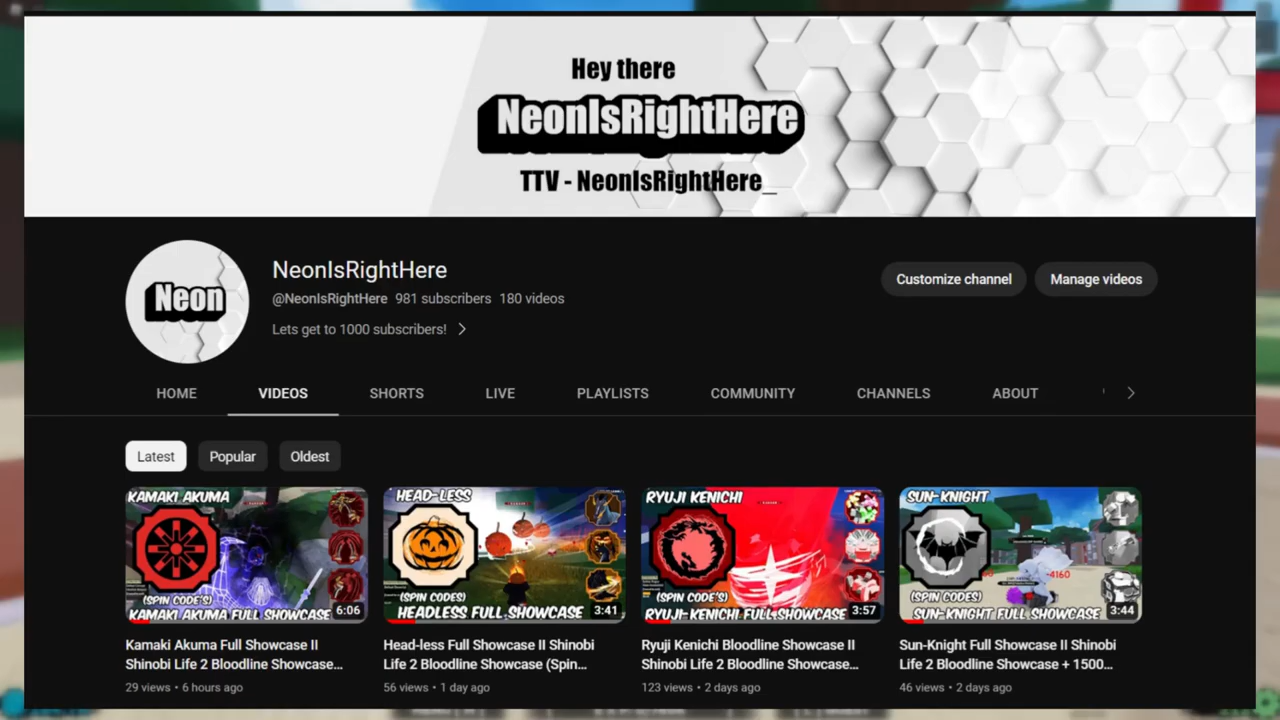 Hey there
NeonIsRightHere
TTV - NeonIsRightHere_
Neon
NeonIsRightHere
@NeonIsRightHere 981 subscribers 180 videos
Lets get to 1000 subscribers!
Customize channel Manage videos
HOME VIDEOS SHORTS LIVE PLAYLISTS COMMUNITY CHANNELS ABOUT
Latest Popular Oldest
KAMAKI AKUMA
(SPIN CODE'S)
KAMAKI AKUMA FULL SHOWCASE
6:06
HEAD-LESS
(SPIN CODES)
HEADLESS FULL SHOWCASE
3:41
RYUJI KENICHI
(SPIN CODE'S)
RYUJI-KENICHI FULL SHOWCASE
3:57
SUN-KNIGHT
-4160
(SPIN CODES)
SUN-KNIGHT FULL SHOWCASE
3:44
Kamaki Akuma Full Showcase II
Shinobi Life 2 Bloodline Showcase...
29 views • 6 hours ago
Head-less Full Showcase II Shinobi
Life 2 Bloodline Showcase (Spin...
56 views • 1 day ago
Ryuji Kenichi Bloodline Showcase II
Shinobi Life 2 Bloodline Showcase...
123 views • 2 days ago
Sun-Knight Full Showcase II Shinobi
Life 2 Bloodline Showcase + 1500...
46 views • 2 days ago